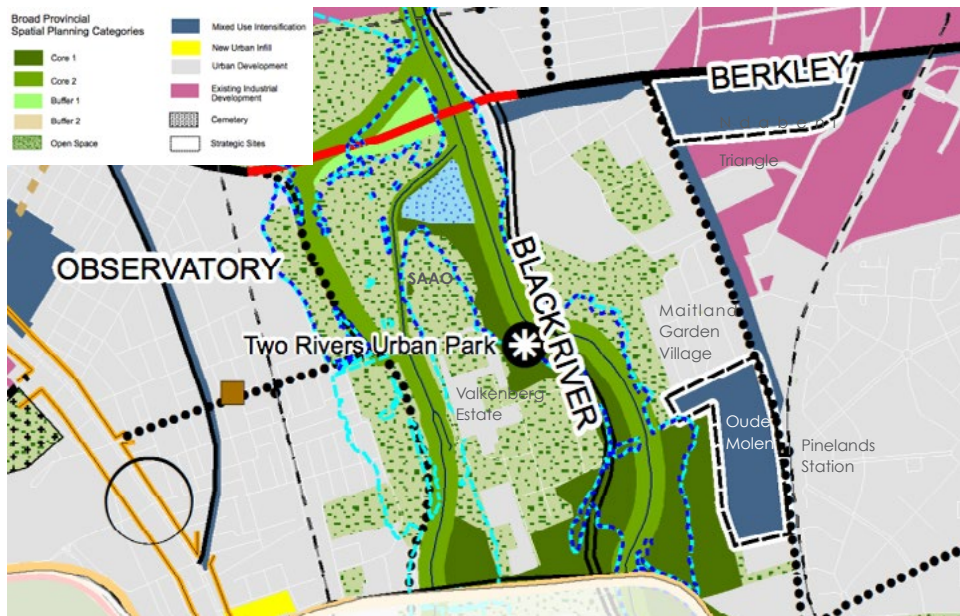 Broad Provincial
Spatial Planning Categories
Core 1
Core 2
Buffer 1
Buffer 2
Open Space
Mixed Use Intensification
New Urban Infill
Urban Development
Existing Industrial
Development
Cemetery
Strategic Sites
BERKLEY
Ndabeni
Triangle
OBSERVATORY
SAAO
BLACK RIVER
Maitland
Garden
Village
Two Rivers Urban Park
Valkenberg
Estate
Oude
Molen
Pinelands
Station